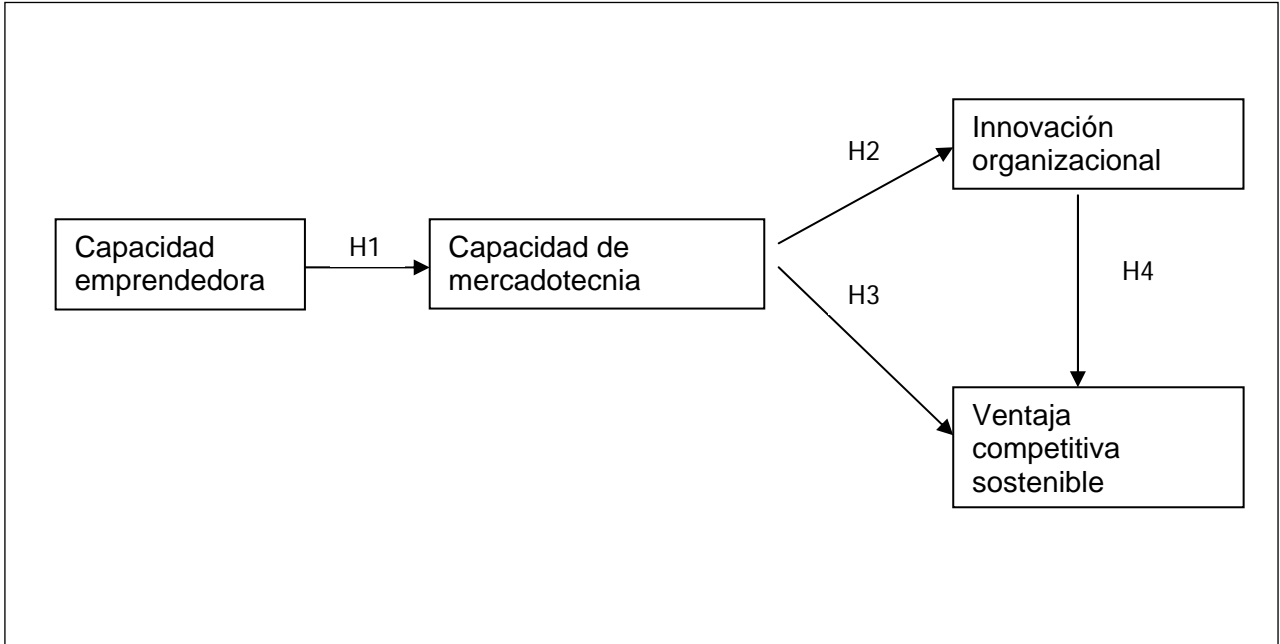 Innovación
organizacional
H2
Capacidad
emprendedora
H1
Capacidad de
mercadotecnia
H3
H4
Ventaja
competitiva
sostenible